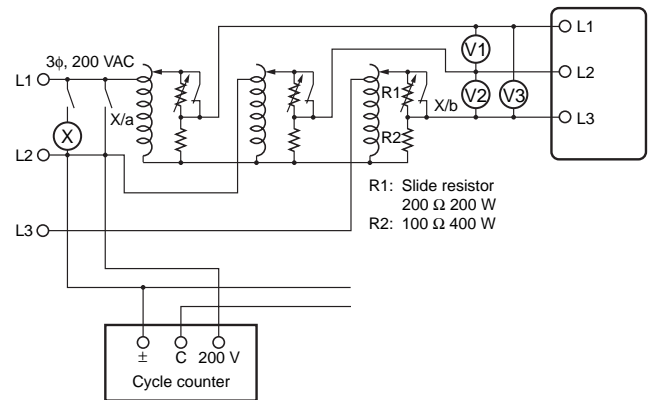 3ϕ, 200 VAC
L1
X/a
X
L2
L3
R1
R2
X/b
V1
V2
V3
L1
L2
L3
R1: Slide resistor
200 Ω 200 W
R2: 100 Ω 400 W
± C 200 V
Cycle counter